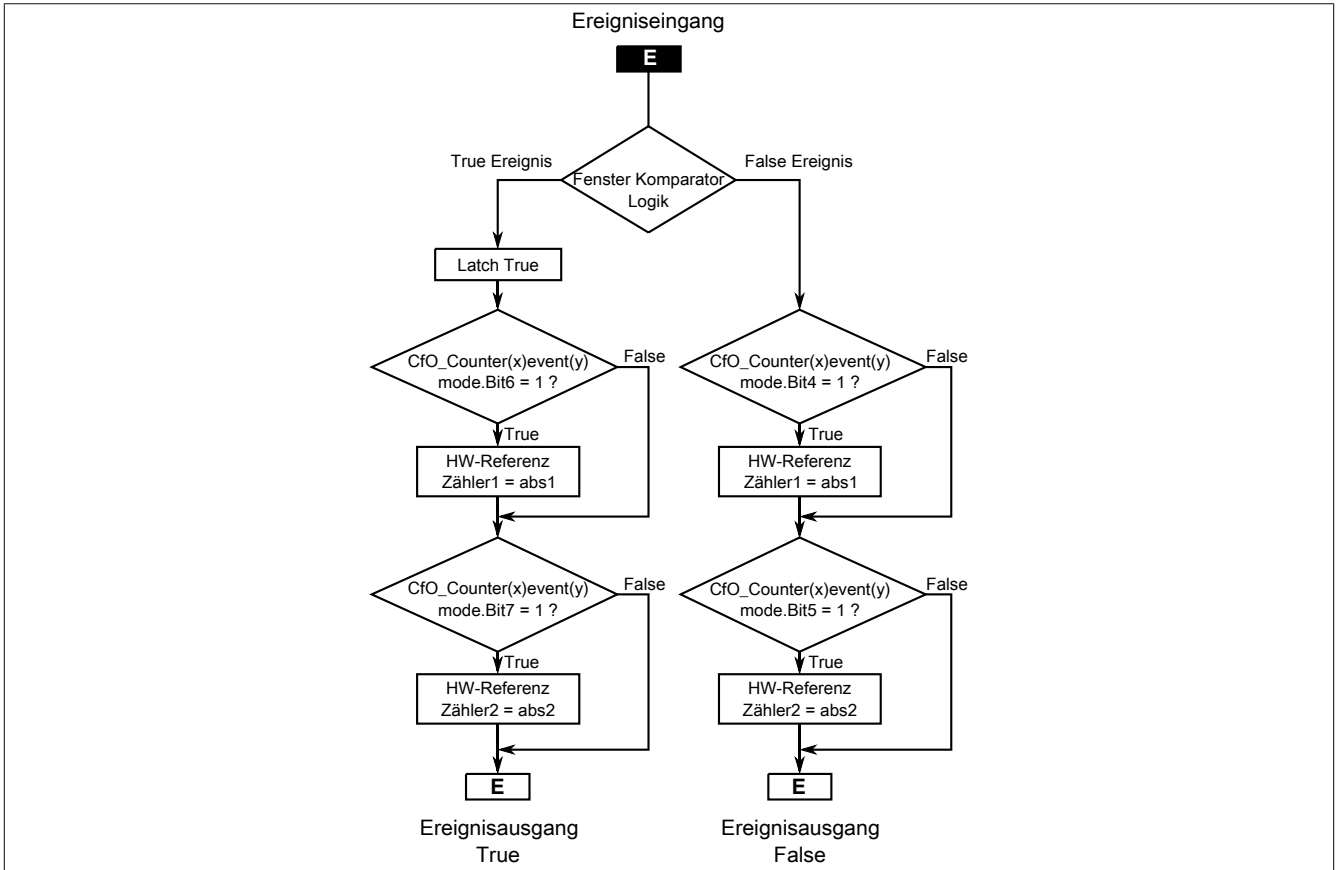 Ereigniseingang
E
True Ereignis
False Ereignis
Fenster Komparator
Logik
Latch True
CfO_Counter(x)event(y)
mode.Bit6 = 1 ?
False
True
HW-Referenz
Zähler1 = abs1
CfO_Counter(x)event(y)
mode.Bit7 = 1 ?
False
True
HW-Referenz
Zähler2 = abs2
E
Ereignisausgang
True
CfO_Counter(x)event(y)
mode.Bit4 = 1 ?
False
True
HW-Referenz
Zähler1 = abs1
CfO_Counter(x)event(y)
mode.Bit5 = 1 ?
False
True
HW-Referenz
Zähler2 = abs2
E
Ereignisausgang
False